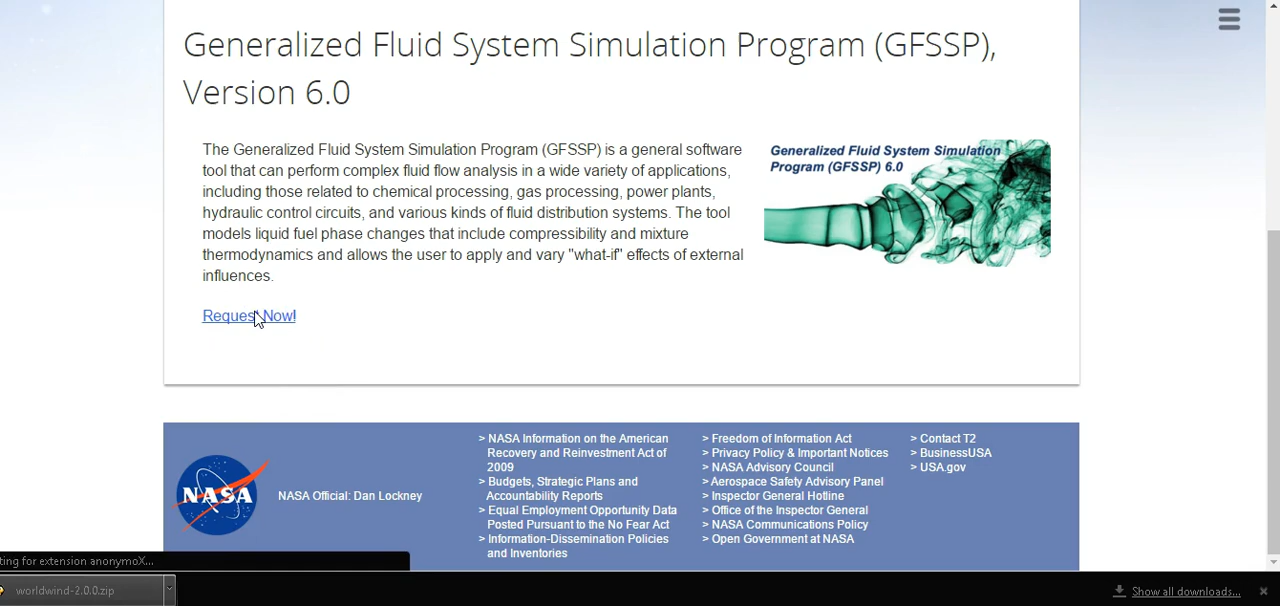 Generalized Fluid System Simulation Program (GFSSP),
Version 6.0
The Generalized Fluid System Simulation Program (GFSSP) is a general software
tool that can perform complex fluid flow analysis in a wide variety of applications,
including those related to chemical processing, gas processing, power plants,
hydraulic control circuits, and various kinds of fluid distribution systems. The tool
models liquid fuel phase changes that include compressibility and mixture
thermodynamics and allows the user to apply and vary "what-if" effects of external
influences.
Generalized Fluid System Simulation
Program (GFSSP) 6.0
Request Now!
NASA
NASA Official: Dan Lockney
> NASA Information on the American
Recovery and Reinvestment Act of
2009
> Budgets, Strategic Plans and
Accountability Reports
> Equal Employment Opportunity Data
Posted Pursuant to the No Fear Act
> Information-Dissemination Policies
and Inventories
> Freedom of Information Act
> Privacy Policy & Important Notices
> NASA Advisory Council
> Aerospace Safety Advisory Panel
> Inspector General Hotline
> Office of the Inspector General
> NASA Communications Policy
> Open Government at NASA
> Contact T2
> BusinessUSA
> USA.gov
ting for extension anonymoX...
worldwind-2.0.0.zip
Show all downloads...